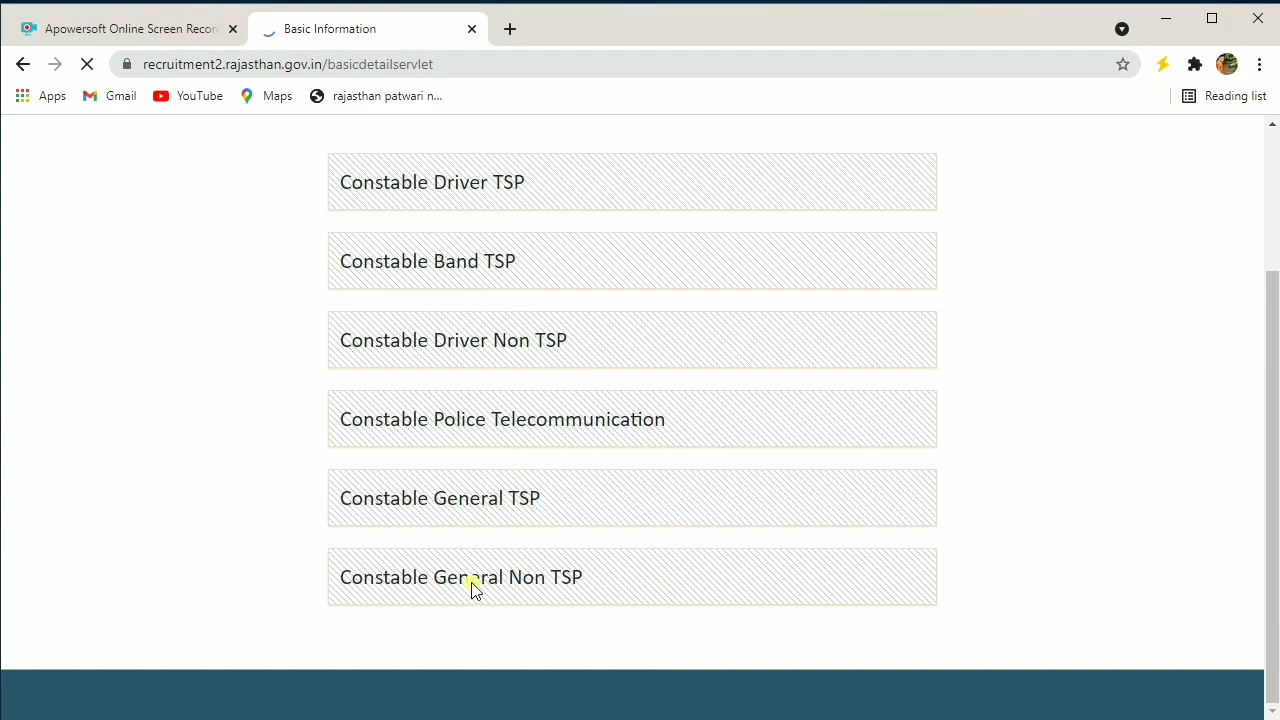 Apowersoft Online Screen Recor
Basic Information
recruitment2.rajasthan.gov.in/basicdetailservlet
Apps
Gmail
YouTube
Maps
rajasthan patwari n...
Reading list
Constable Driver TSP
Constable Band TSP
Constable Driver Non TSP
Constable Police Telecommunication
Constable General TSP
Constable General Non TSP